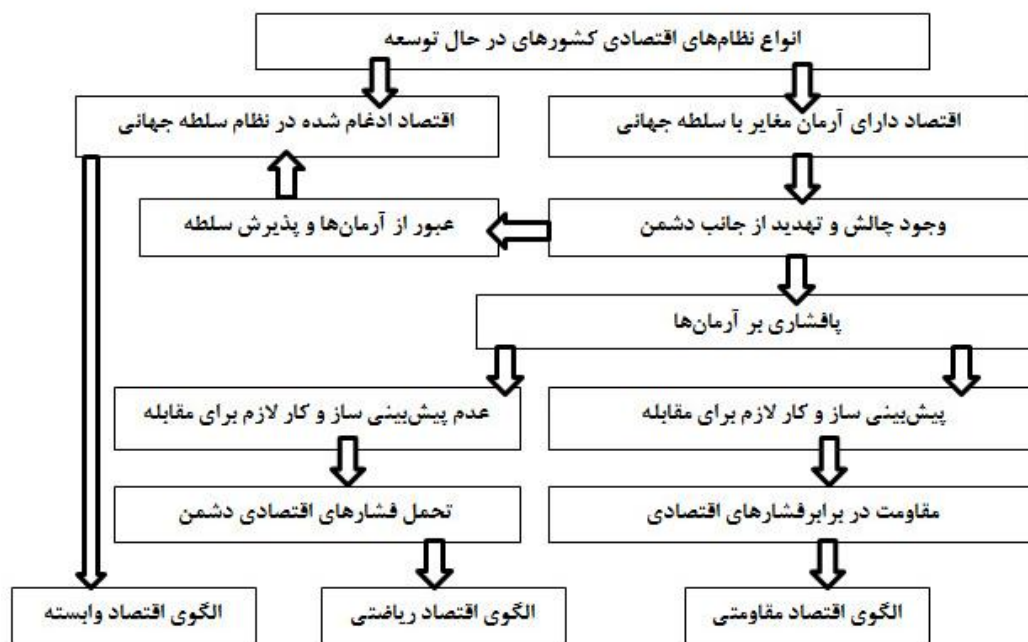 انواع نظام‌های اقتصادی کشورهای در حال توسعه
اقتصاد دارای آرمان مغایر با سلطه جهانی
اقتصاد ادغام شده در نظام سلطه جهانی
وجود چالش و تهدید از جانب دشمن
عبور از آرمان‌ها و پذیرش سلطه
پافشاری بر آرمان‌ها
پیش‌بینی ساز و کار لازم برای مقابله
عدم پیش‌بینی ساز و کار لازم برای مقابله
مقاومت در برابرفشارهای اقتصادی
تحمل فشارهای اقتصادی دشمن
الگوی اقتصاد مقاومتی
الگوی اقتصاد ریاضتی
الگوی اقتصاد وابسته